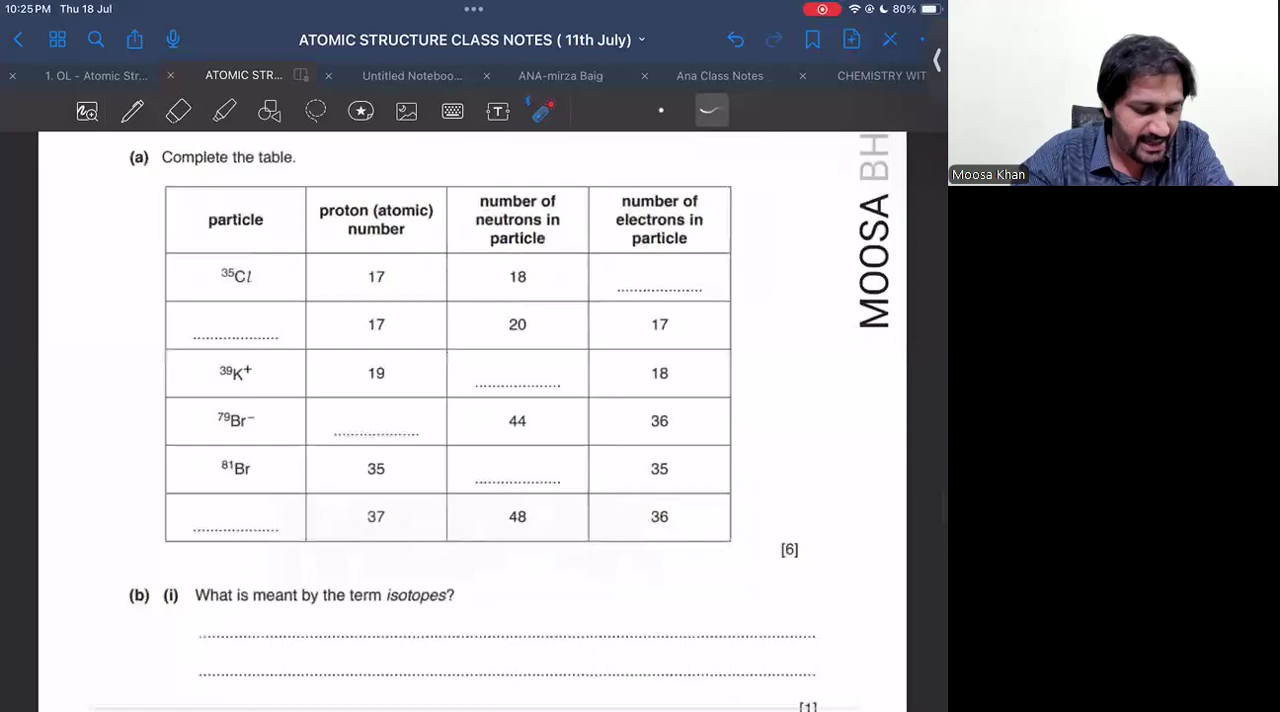 10:25 PM Thu 18 Jul
80%
ATOMIC STRUCTURE CLASS NOTES ( 11th July)
1. OL - Atomic Str...
ATOMIC STR...
Untitled Noteboo...
ANA-mirza Baig
Ana Class Notes
CHEMISTRY WIT
Moosa Khan
MOOSA BH
(a) Complete the table.
particle
proton (atomic) number
number of neutrons in particle
number of electrons in particle
³⁵Cl 17 18 ....................
.................... 17 20 17
³⁹K⁺ 19 .................... 18
⁷⁹Br⁻ .................... 44 36
⁸¹Br 35 .................... 35
.................... 37 48 36
[6]
(b) (i) What is meant by the term isotopes?
[1]